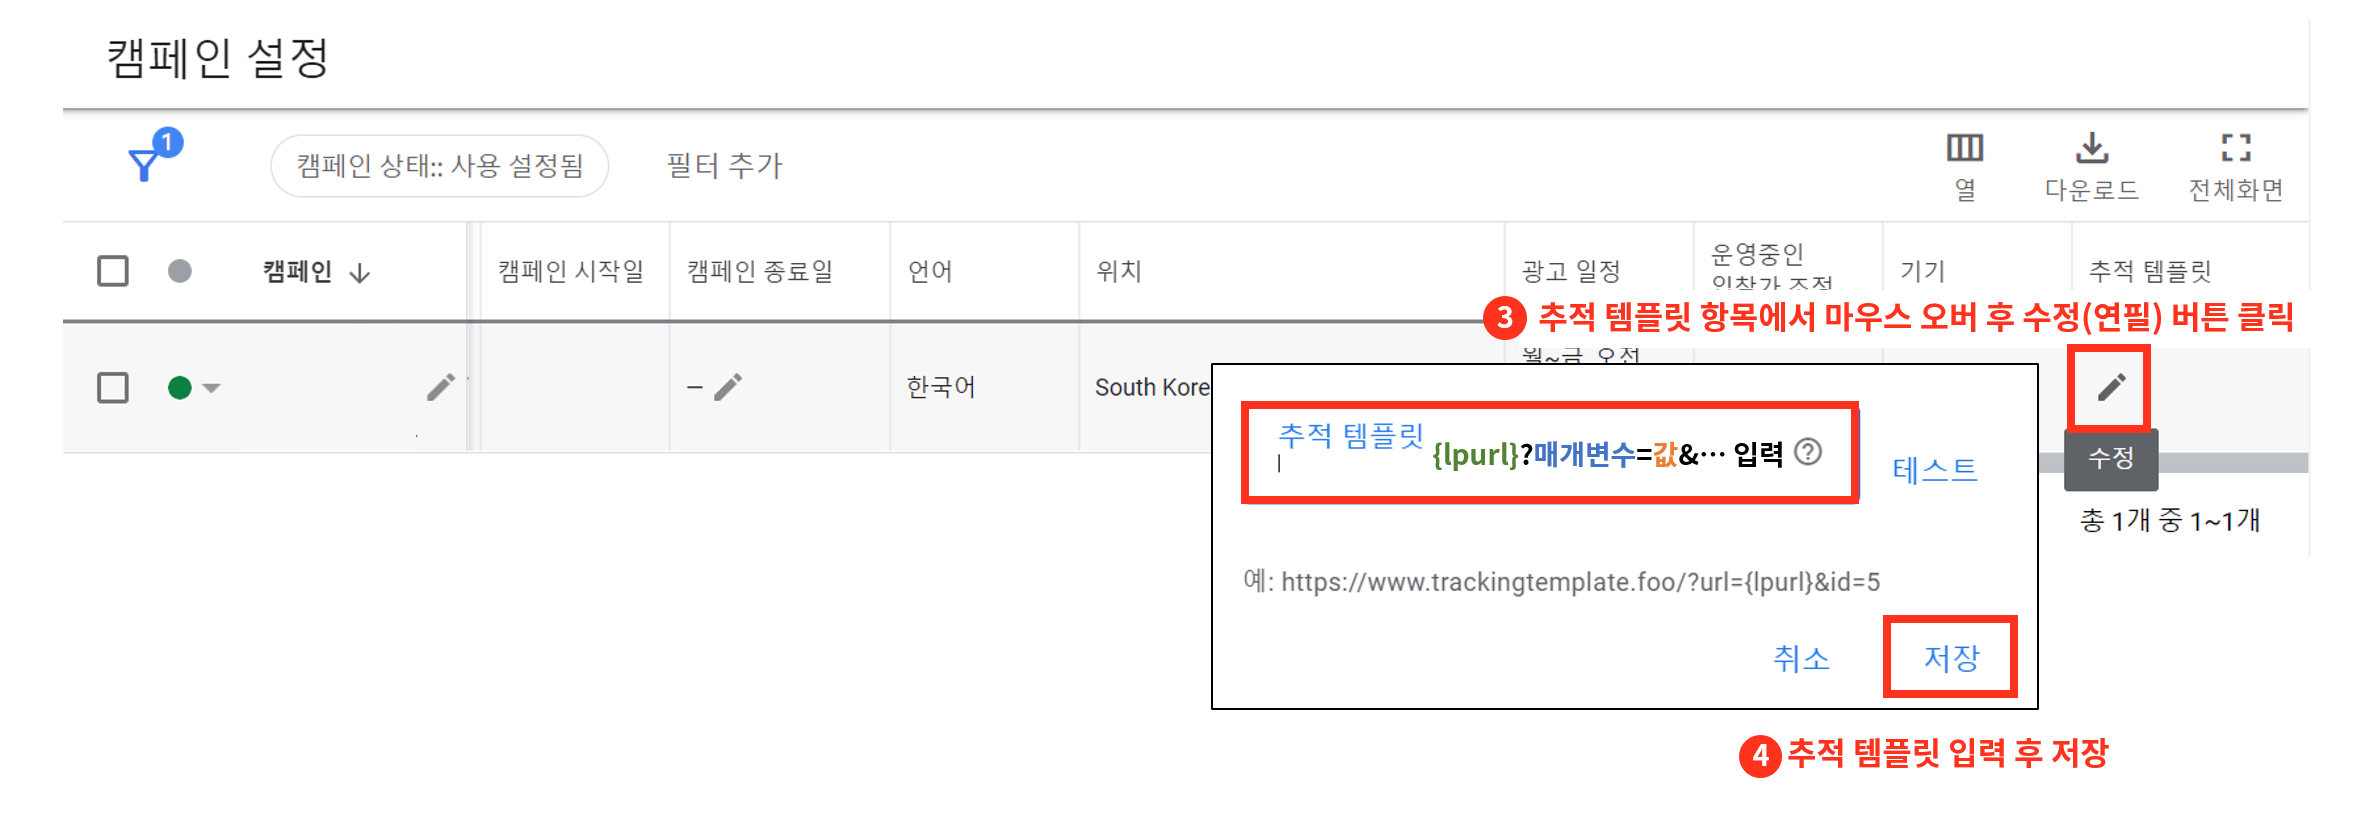 캠페인 설정
1
캠페인 상태:: 사용 설정됨
필터 추가
열
다운로드
전체화면
캠페인
캠페인 시작일
캠페인 종료일
언어
위치
광고 일정
운영중인
입찰가 조정
기기
추적 템플릿
3 추적 템플릿 항목에서 마우스 오버 후 수정(연필) 버튼 클릭
월~금, 오전
–
한국어
South Kore
수정
추적 템플릿
{lpurl}?매개변수=값&··· 입력
테스트
총 1개 중 1~1개
예: https://www.trackingtemplate.foo/?url={lpurl}&id=5
취소
저장
4 추적 템플릿 입력 후 저장